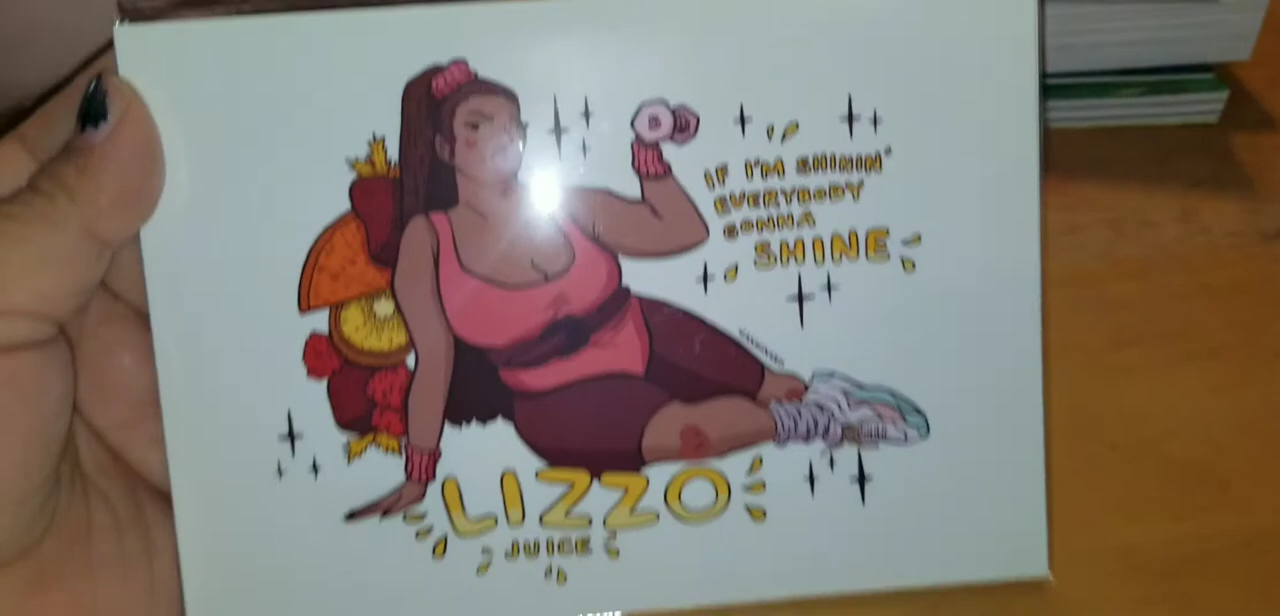 IF I'M SHININ'
EVERYBODY
GONNA
SHINE
LIZZO
JUICE